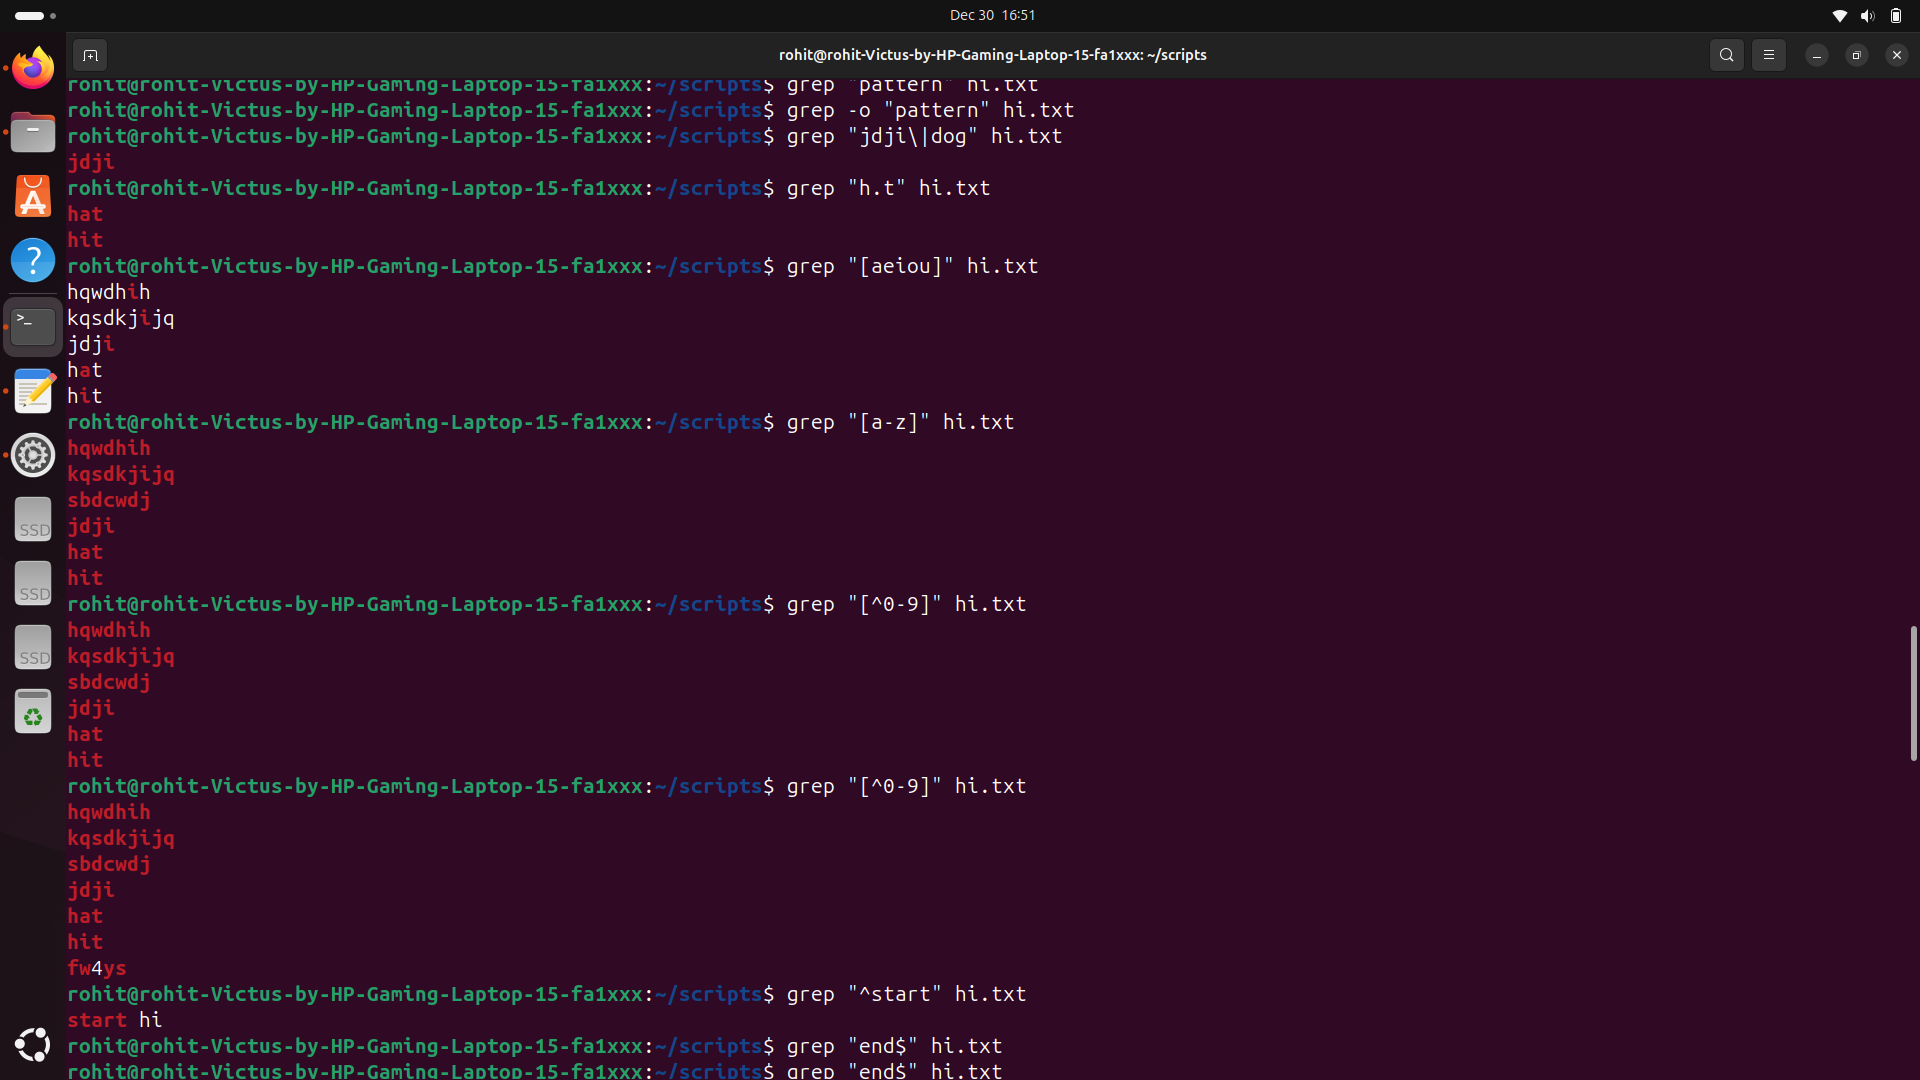 Dec 30 16:51
rohit@rohit-Victus-by-HP-Gaming-Laptop-15-fa1xxx: ~/scripts
rohit@rohit-Victus-by-HP-Gaming-Laptop-15-fa1xxx:~/scripts$ grep "pattern" hi.txt
rohit@rohit-Victus-by-HP-Gaming-Laptop-15-fa1xxx:~/scripts$ grep -o "pattern" hi.txt
rohit@rohit-Victus-by-HP-Gaming-Laptop-15-fa1xxx:~/scripts$ grep "jdji\|dog" hi.txt
jdji
rohit@rohit-Victus-by-HP-Gaming-Laptop-15-fa1xxx:~/scripts$ grep "h.t" hi.txt
hat
hit
rohit@rohit-Victus-by-HP-Gaming-Laptop-15-fa1xxx:~/scripts$ grep "[aeiou]" hi.txt
hqwdhih
kqsdkjijq
jdji
hat
hit
rohit@rohit-Victus-by-HP-Gaming-Laptop-15-fa1xxx:~/scripts$ grep "[a-z]" hi.txt
hqwdhih
kqsdkjijq
sbdcwdj
jdji
hat
hit
rohit@rohit-Victus-by-HP-Gaming-Laptop-15-fa1xxx:~/scripts$ grep "[^0-9]" hi.txt
hqwdhih
kqsdkjijq
sbdcwdj
jdji
hat
hit
rohit@rohit-Victus-by-HP-Gaming-Laptop-15-fa1xxx:~/scripts$ grep "[^0-9]" hi.txt
hqwdhih
kqsdkjijq
sbdcwdj
jdji
hat
hit
fw4ys
rohit@rohit-Victus-by-HP-Gaming-Laptop-15-fa1xxx:~/scripts$ grep "^start" hi.txt
start hi
rohit@rohit-Victus-by-HP-Gaming-Laptop-15-fa1xxx:~/scripts$ grep "end$" hi.txt
rohit@rohit-Victus-by-HP-Gaming-Laptop-15-fa1xxx:~/scripts$ grep "end$" hi.txt
SSD
SSD
SSD